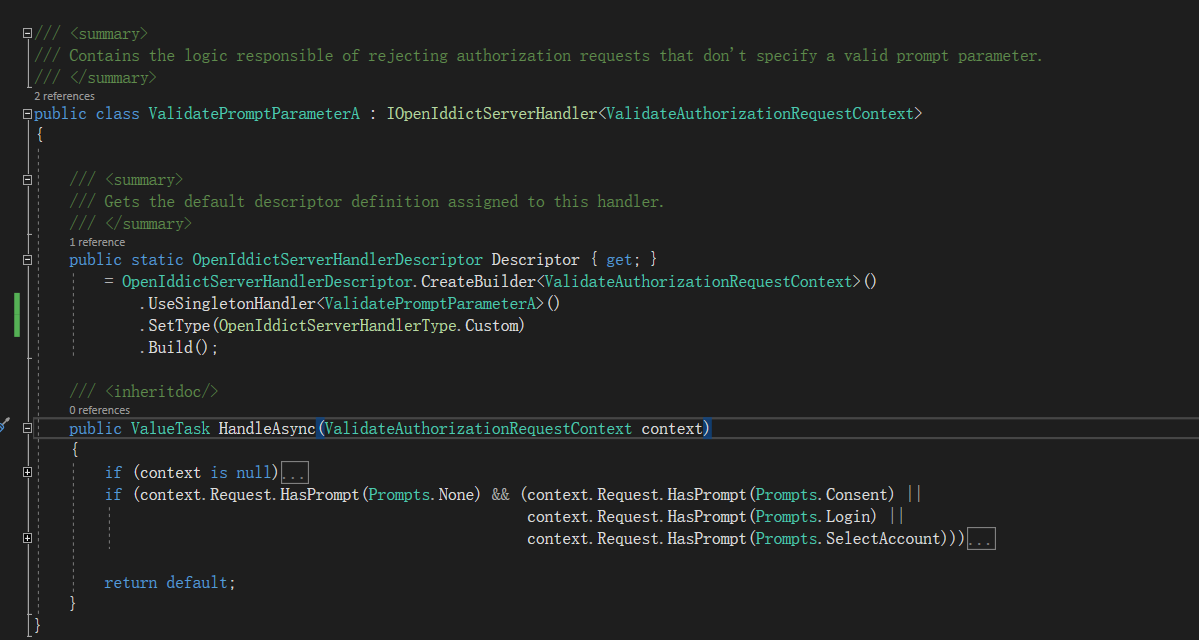 /// <summary>
/// Contains the logic responsible of rejecting authorization requests that don't specify a valid prompt parameter.
/// </summary>
2 references
public class ValidatePromptParameterA : IOpenIddictServerHandler<ValidateAuthorizationRequestContext>
{
/// <summary>
/// Gets the default descriptor definition assigned to this handler.
/// </summary>
1 reference
public static OpenIddictServerHandlerDescriptor Descriptor { get; }
= OpenIddictServerHandlerDescriptor.CreateBuilder<ValidateAuthorizationRequestContext>()
.UseSingletonHandler<ValidatePromptParameterA>()
.SetType(OpenIddictServerHandlerType.Custom)
.Build();
/// <inheritdoc/>
0 references
public ValueTask HandleAsync(ValidateAuthorizationRequestContext context)
{
if (context is null)...
if (context.Request.HasPrompt(Prompts.None) && (context.Request.HasPrompt(Prompts.Consent) ||
context.Request.HasPrompt(Prompts.Login) ||
context.Request.HasPrompt(Prompts.SelectAccount)))...
return default;
}
}